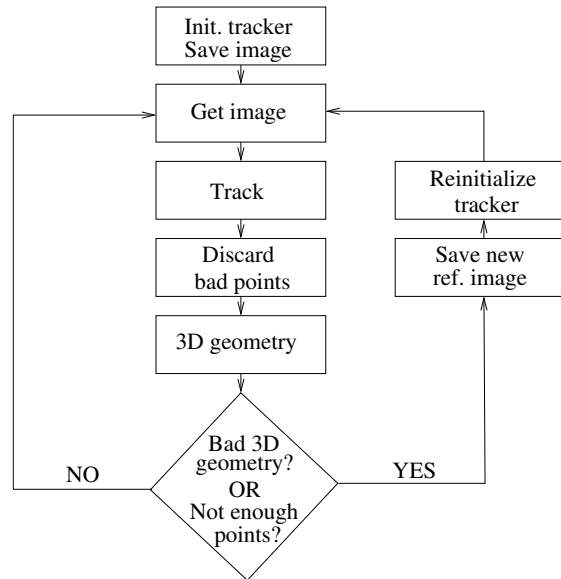 Init. tracker
Save image
Get image
Track
Reinitialize
tracker
Discard
bad points
Save new
ref. image
3D geometry
Bad 3D
geometry?
OR
Not enough
points?
NO
YES